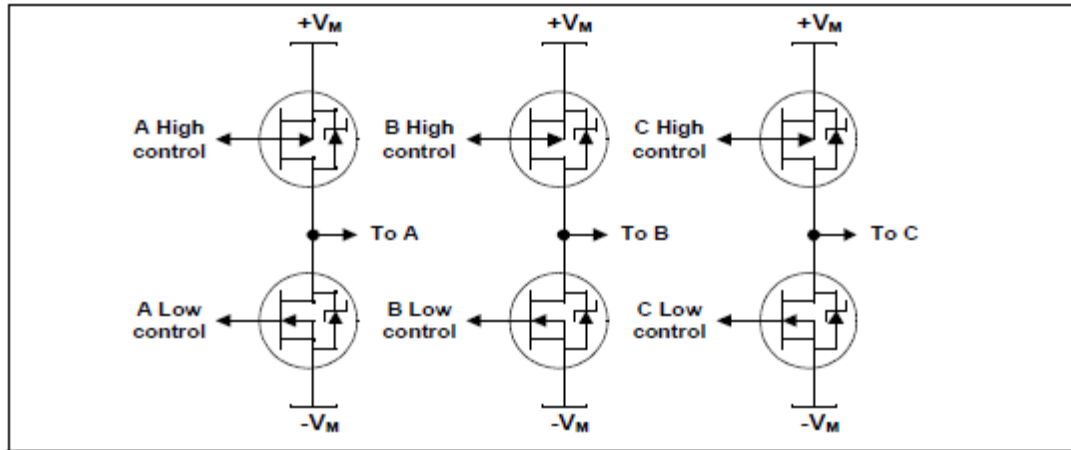 +VM +VM +VM
A High control B High control C High control
To A To B To C
A Low control B Low control C Low control
-VM -VM -VM